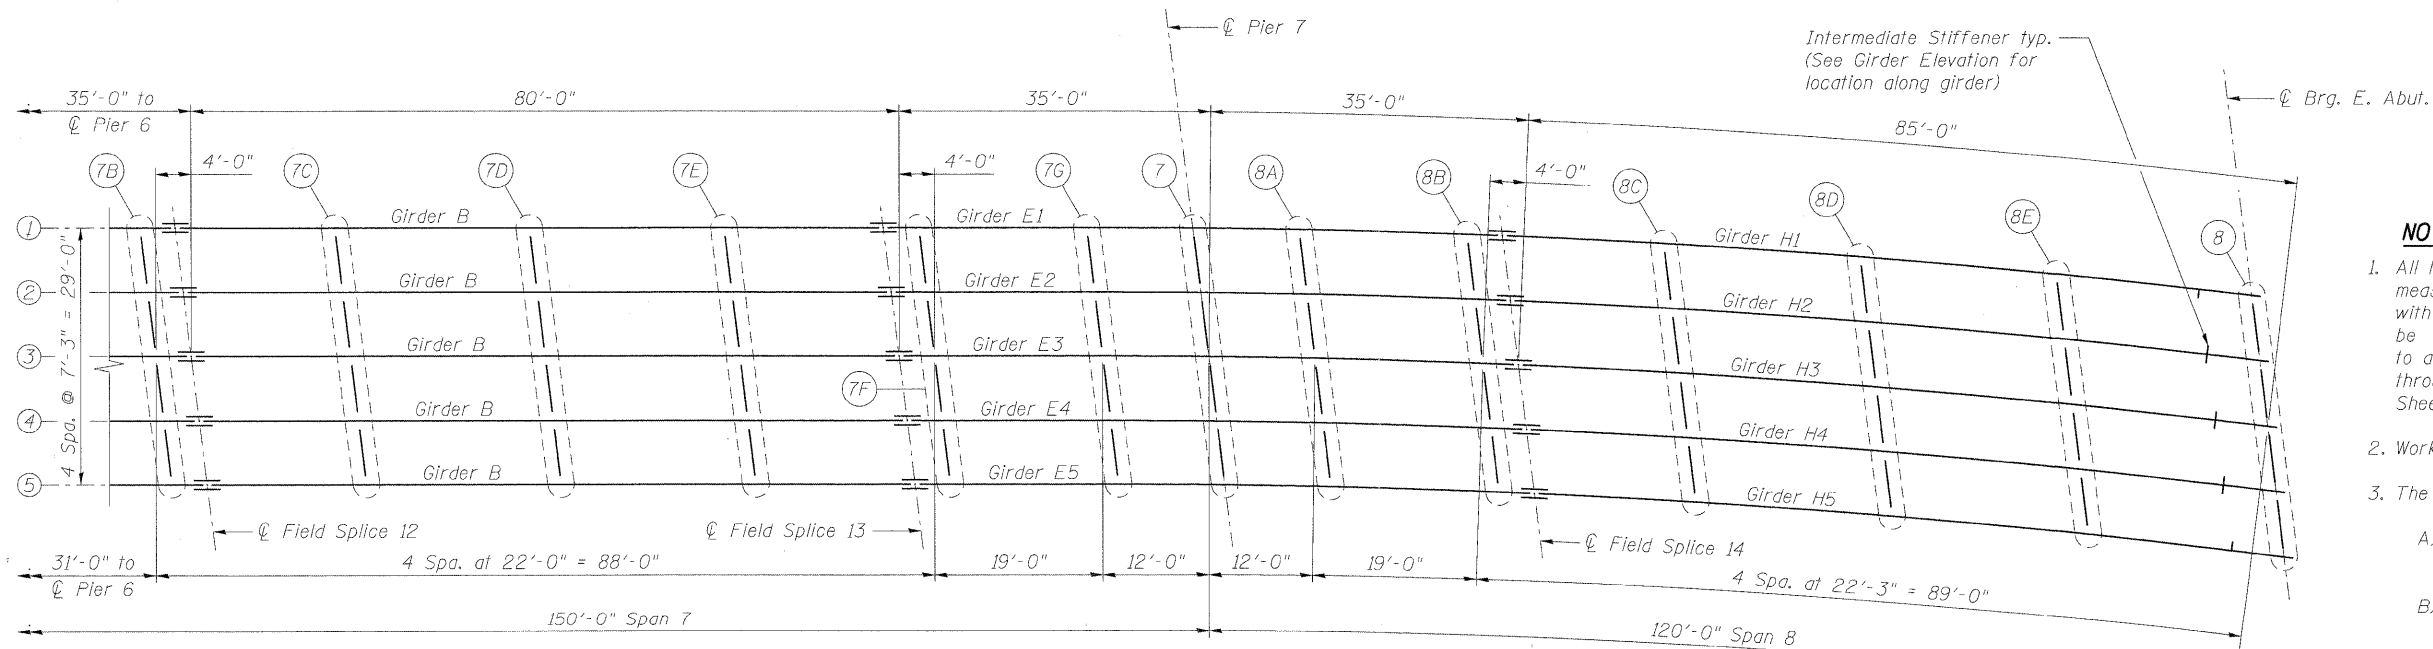 ℄ Pier 7
Intermediate Stiffener typ.
(See Girder Elevation for
location along girder)
℄ Brg. E. Abut.
35'-0" to
℄ Pier 6
80'-0"
35'-0"
35'-0"
85'-0"
7B
4'-0"
7C
7D
7E
4'-0"
7G
7
8A
8B
4'-0"
8C
8D
8E
8
1
Girder B
Girder E1
Girder H1
2
Girder B
Girder E2
Girder H2
3
Girder B
Girder E3
Girder H3
7F
4
Girder B
Girder E4
Girder H4
5
Girder B
Girder E5
Girder H5
4 Spa. @ 7'-3" = 29'-0"
℄ Field Splice 12
℄ Field Splice 13
℄ Field Splice 14
31'-0" to
℄ Pier 6
4 Spa. at 22'-0" = 88'-0"
19'-0"
12'-0"
12'-0"
19'-0"
4 Spa. at 22'-3" = 89'-0"
150'-0" Span 7
120'-0" Span 8
NO
1. All
meas
with
be
to a
throu
Shee
2. Work
3. The
A.
B.